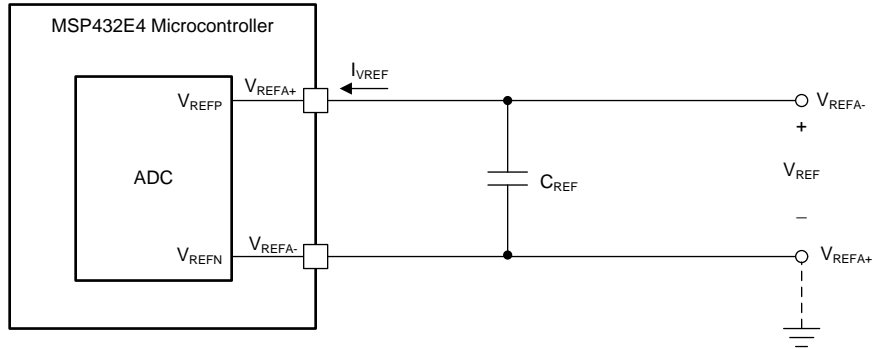 MSP432E4 Microcontroller
IVREF
VREFA+
VREFP
VREFA-
+
ADC
CREF
VREF
–
VREFA-
VREFN
VREFA+